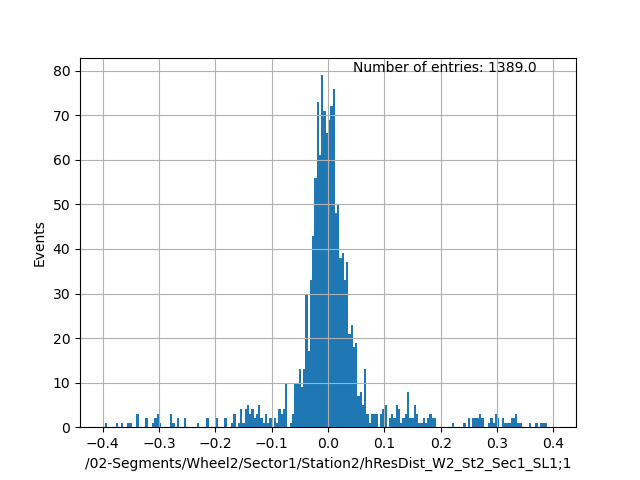 Number of entries: 1389.0
80
70
60
50
40
30
20
10
0
Events
−0.4 −0.3 −0.2 −0.1 0.0 0.1 0.2 0.3 0.4
/02-Segments/Wheel2/Sector1/Station2/hResDist_W2_St2_Sec1_SL1;1